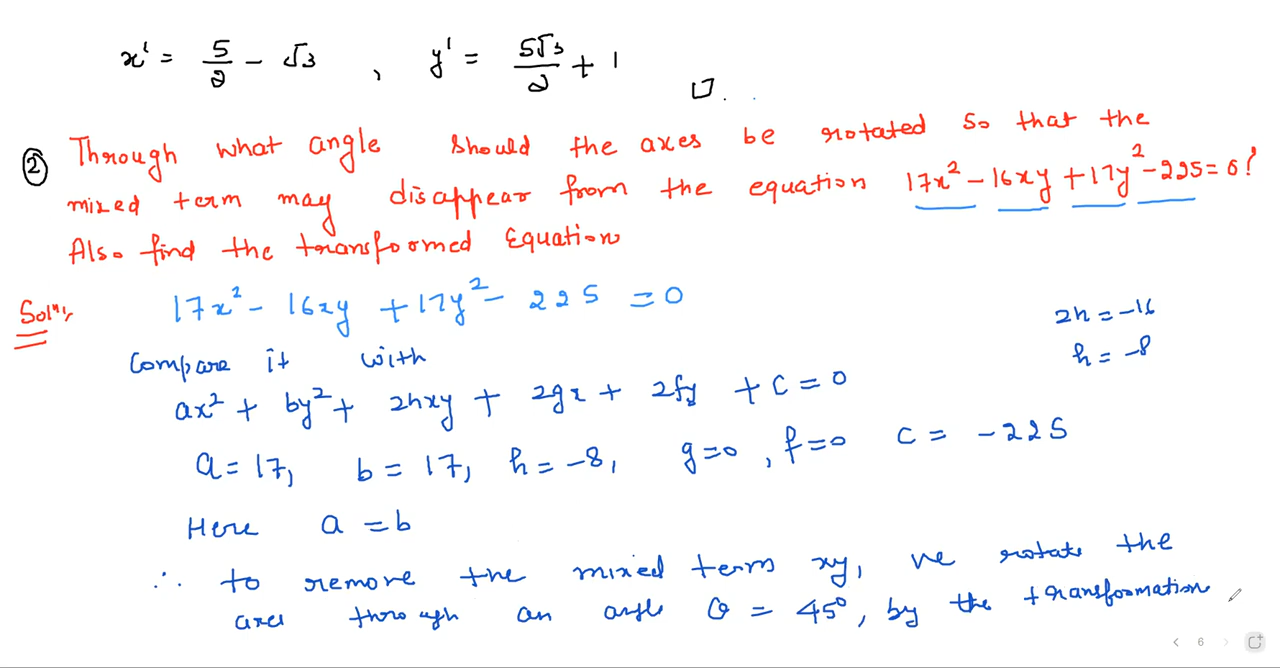 x' = 5/2 - √3 , y' = 5√3/2 + 1
② Through what angle should the axes be rotated so that the
mixed term may disappear from the equation 17x² - 16xy + 17y² - 225 = 0?
Also find the transformed Equation
Solⁿ:
17x² - 16xy + 17y² - 225 = 0
2h = -16
Compare it with
h = -8
ax² + by² + 2hxy + 2gx + 2fy + c = 0
a = 17, b = 17, h = -8, g = 0, f = 0 c = -225
Here a = b
∴ to remove the mixed term xy, we rotate the
axes through an angle θ = 45°, by the transformation
< 6 >